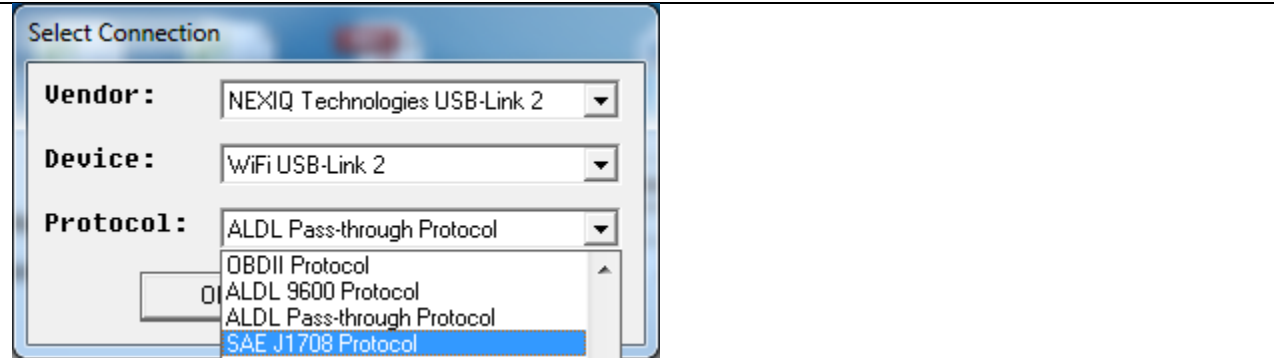 Select Connection
Vendor: NEXIQ Technologies USB-Link 2
Device: WiFi USB-Link 2
Protocol: ALDL Pass-through Protocol
OBDII Protocol
ALDL 9600 Protocol
ALDL Pass-through Protocol
SAE J1708 Protocol